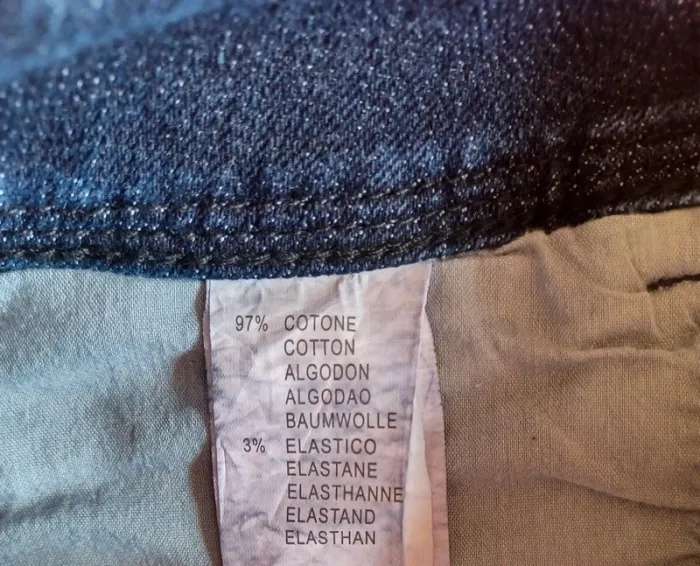 97% COTONE
COTTON
ALGODON
ALGODAO
BAUMWOLLE
3% ELASTICO
ELASTANE
ELASTHANNE
ELASTAND
ELASTHAN